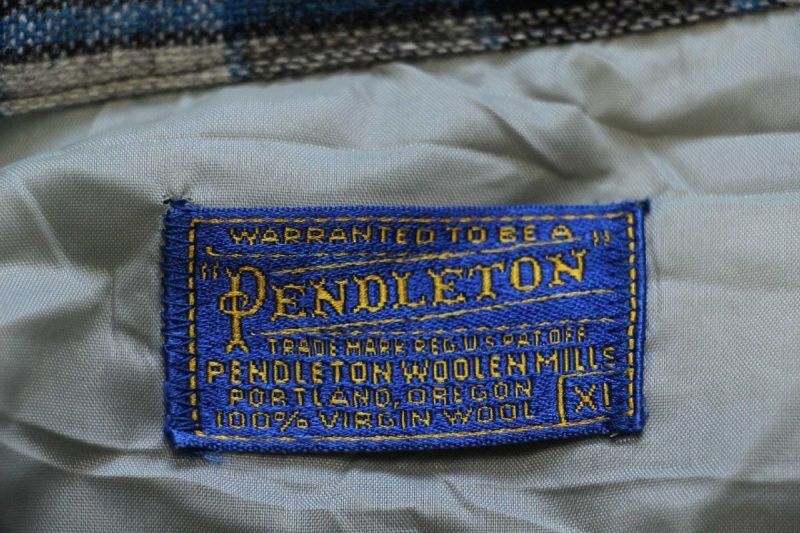 WARRANTED TO BE A
"PENDLETON"
TRADE MARK REG. U.S. PAT. OFF.
PENDLETON WOOLEN MILLS
PORTLAND, OREGON
100% VIRGIN WOOL XL